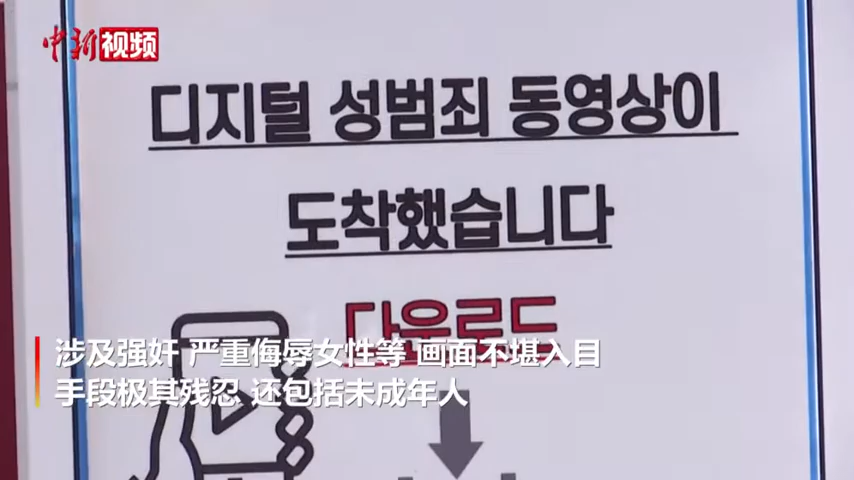 中新视频
디지털 성범죄 동영상이
도착했습니다
다운로드
涉及强奸 严重侮辱女性等 画面不堪入目
手段极其残忍 还包括未成年人